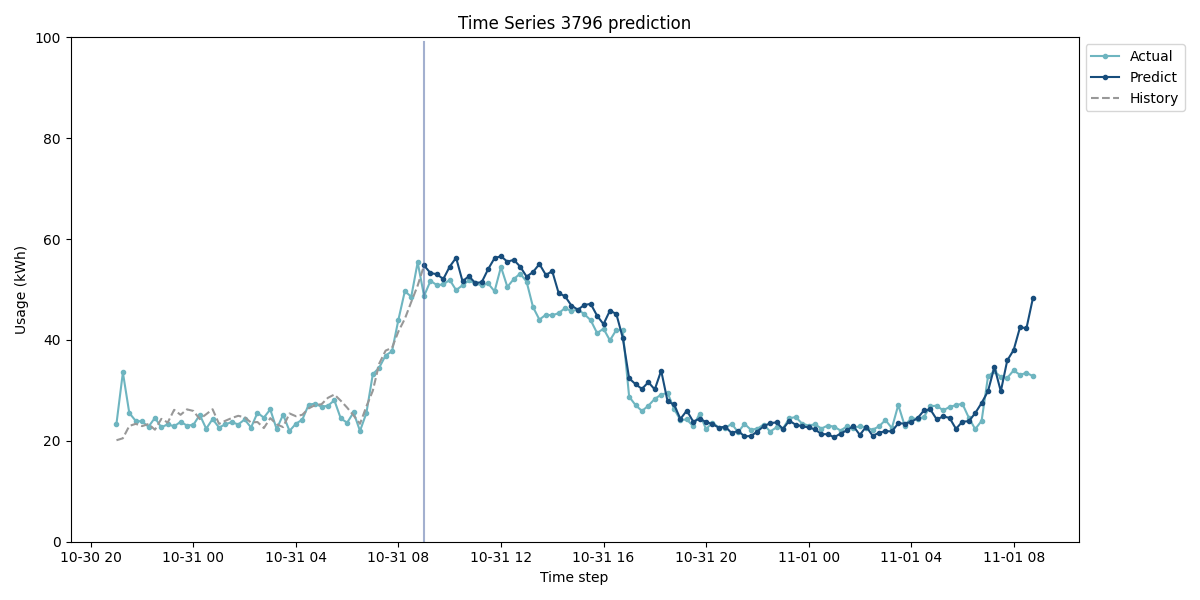 Time Series 3796 prediction
Usage (kWh)
100
80
60
40
20
0
10-30 20
10-31 00
10-31 04
10-31 08
10-31 12
10-31 16
10-31 20
11-01 00
11-01 04
11-01 08
Time step
Actual
Predict
History